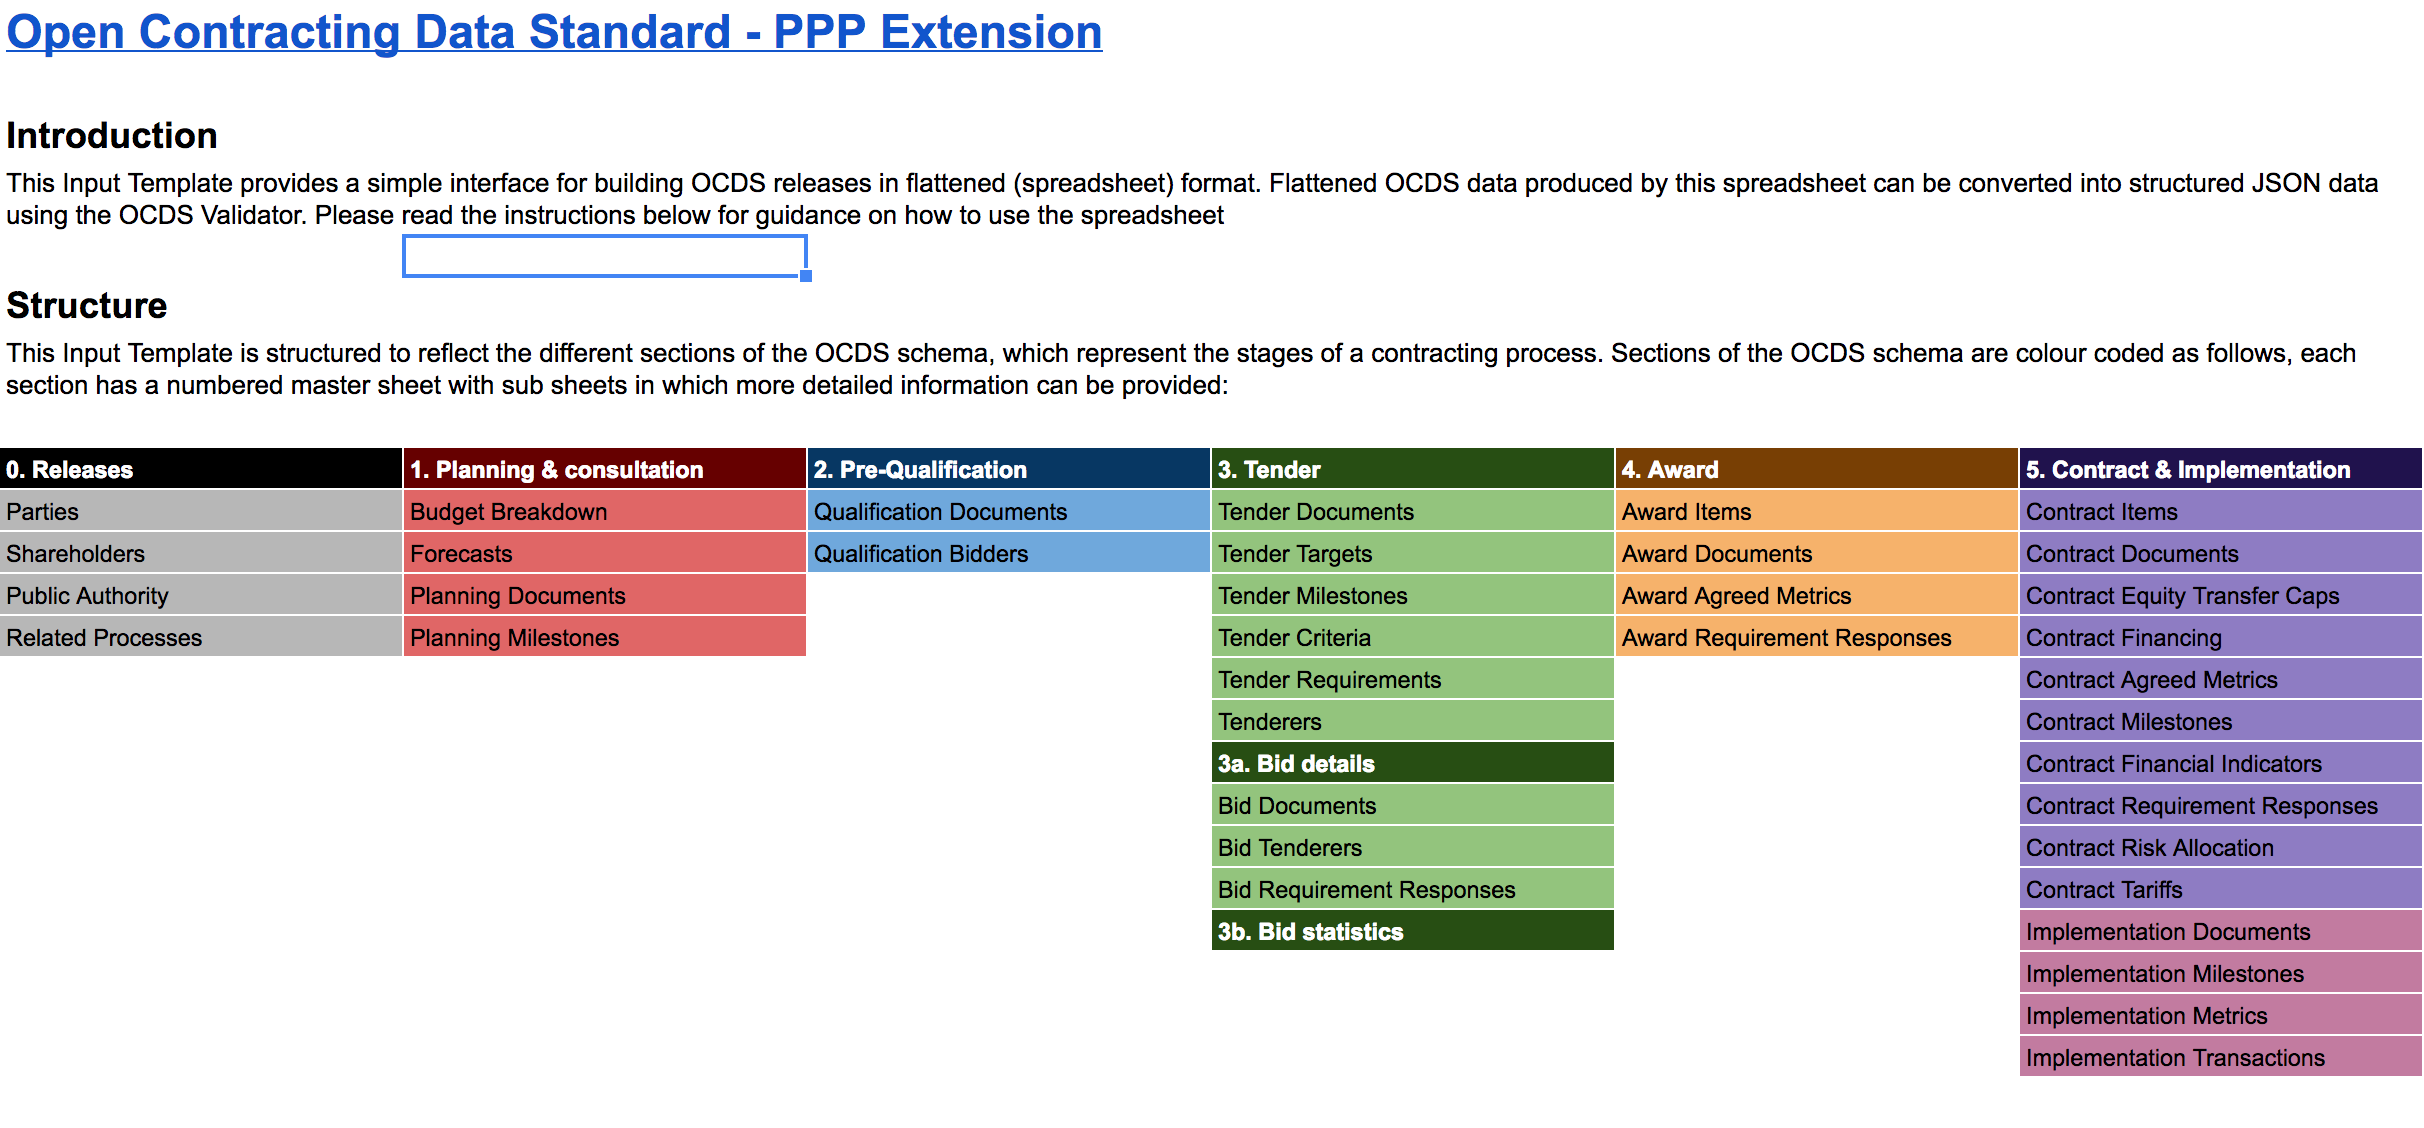 Open Contracting Data Standard - PPP Extension
Introduction
This Input Template provides a simple interface for building OCDS releases in flattened (spreadsheet) format. Flattened OCDS data produced by this spreadsheet can be converted into structured JSON data
using the OCDS Validator. Please read the instructions below for guidance on how to use the spreadsheet
Structure
This Input Template is structured to reflect the different sections of the OCDS schema, which represent the stages of a contracting process. Sections of the OCDS schema are colour coded as follows, each
section has a numbered master sheet with sub sheets in which more detailed information can be provided:
0. Releases
Parties
Shareholders
Public Authority
Related Processes
1. Planning & consultation
Budget Breakdown
Forecasts
Planning Documents
Planning Milestones
2. Pre-Qualification
Qualification Documents
Qualification Bidders
3. Tender
Tender Documents
Tender Targets
Tender Milestones
Tender Criteria
Tender Requirements
Tenderers
3a. Bid details
Bid Documents
Bid Tenderers
Bid Requirement Responses
3b. Bid statistics
4. Award
Award Items
Award Documents
Award Agreed Metrics
Award Requirement Responses
5. Contract & Implementation
Contract Items
Contract Documents
Contract Equity Transfer Caps
Contract Financing
Contract Agreed Metrics
Contract Milestones
Contract Financial Indicators
Contract Requirement Responses
Contract Risk Allocation
Contract Tariffs
Implementation Documents
Implementation Milestones
Implementation Metrics
Implementation Transactions